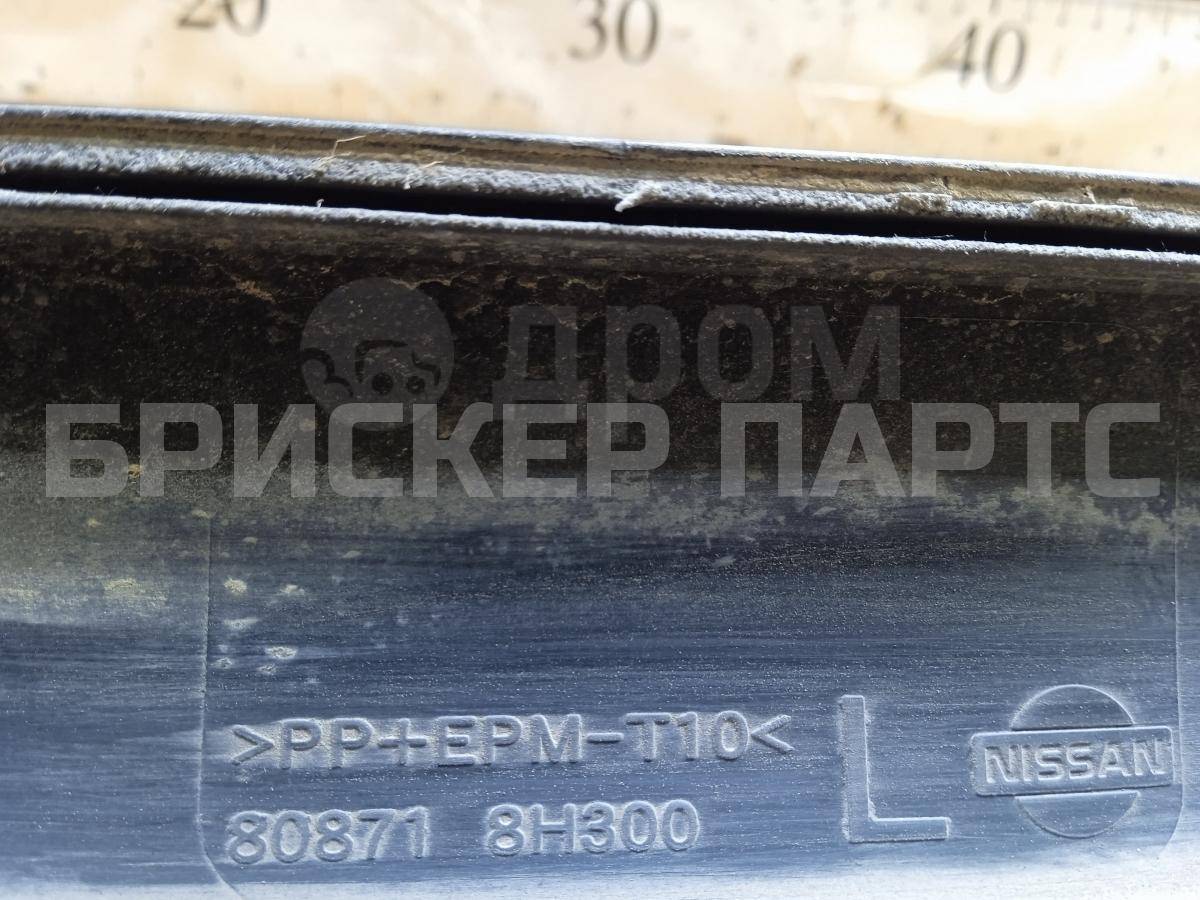 20 30 40
ДРОМ
БРИСКЕР ПАРТС
>PP+EPM-T10<
80871 8H300
L
NISSAN